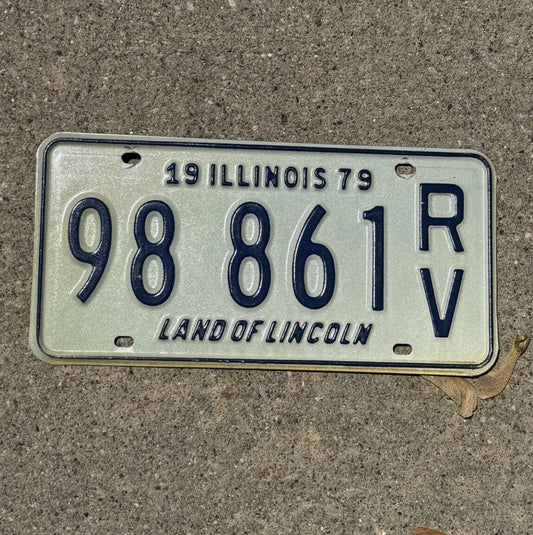 19 ILLINOIS 79
98 861 RV
LAND OF LINCOLN